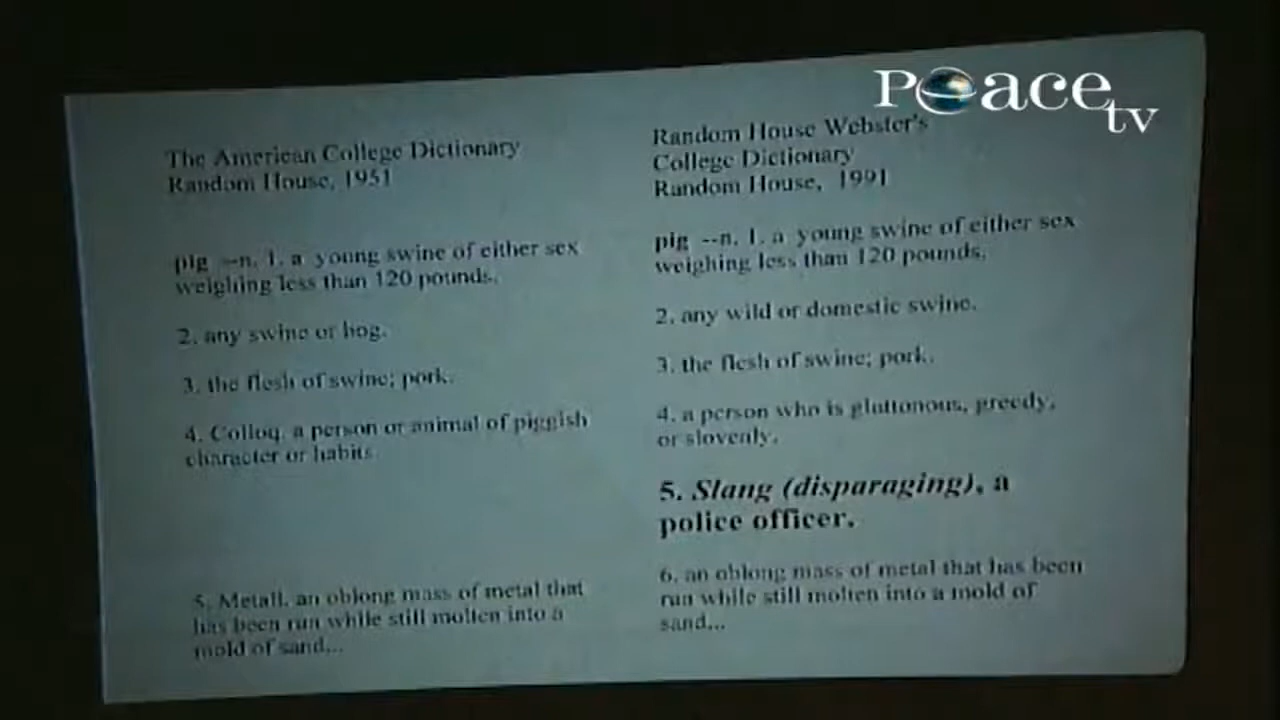 Peace tv
The American College Dictionary
Random House, 1951
pig --n. 1. a young swine of either sex
weighing less than 120 pounds.
2. any swine or hog.
3. the flesh of swine; pork.
4. Colloq. a person or animal of piggish
character or habits.
5. Metall. an oblong mass of metal that
has been run while still molten into a
mold of sand...
Random House Webster's
College Dictionary
Random House, 1991
pig --n. 1. a young swine of either sex
weighing less than 120 pounds.
2. any wild or domestic swine.
3. the flesh of swine; pork.
4. a person who is gluttonous, greedy,
or slovenly.
5. Slang (disparaging), a
police officer.
6. an oblong mass of metal that has been
run while still molten into a mold of
sand...